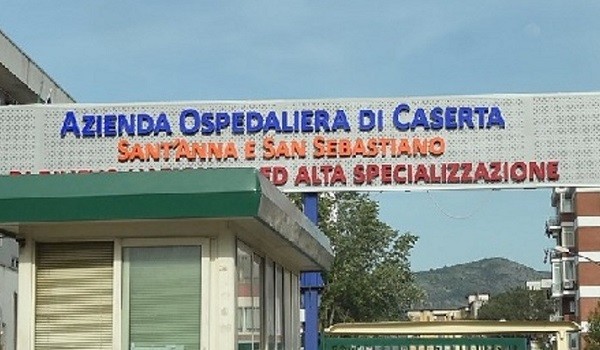 AZIENDA OSPEDALIERA DI CASERTA
SANT'ANNA E SAN SEBASTIANO
ED ALTA SPECIALIZZAZIONE